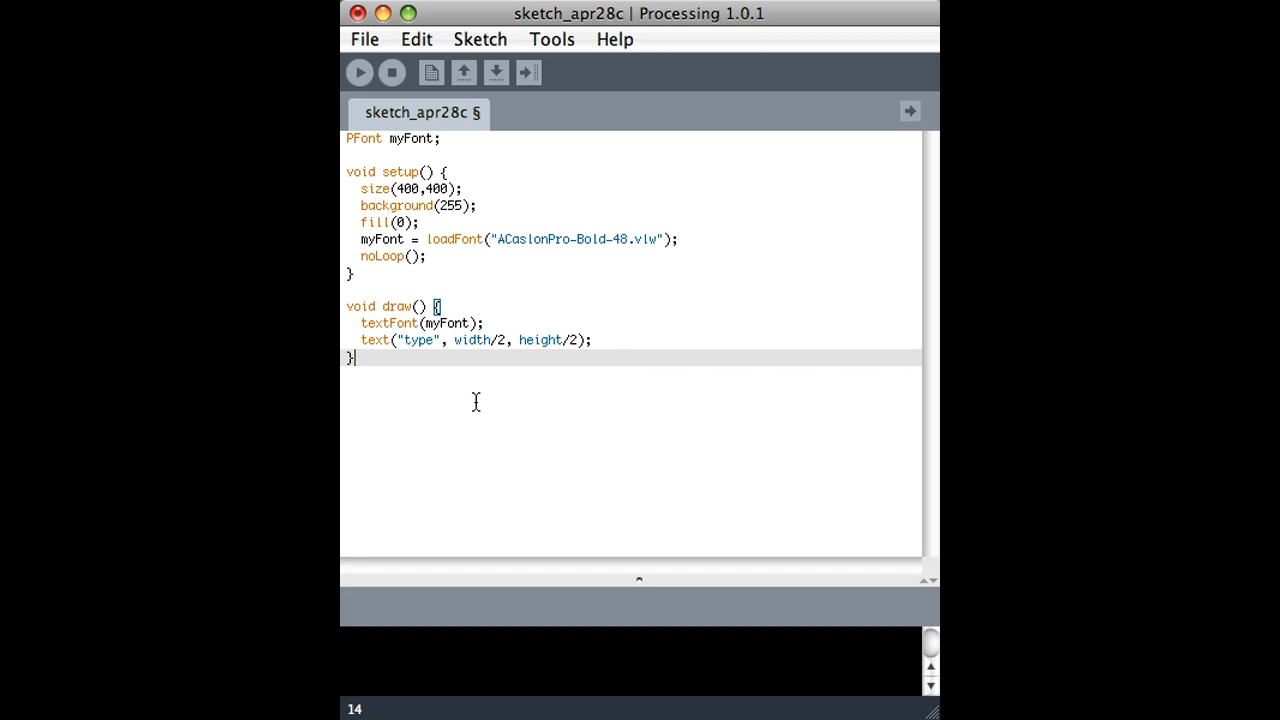 sketch_apr28c | Processing 1.0.1
File Edit Sketch Tools Help
sketch_apr28c §
PFont myFont;
void setup() {
size(400,400);
background(255);
fill(0);
myFont = loadFont("ACaslonPro-Bold-48.vlw");
noLoop();
}
void draw() {
textFont(myFont);
text("type", width/2, height/2);
}
14